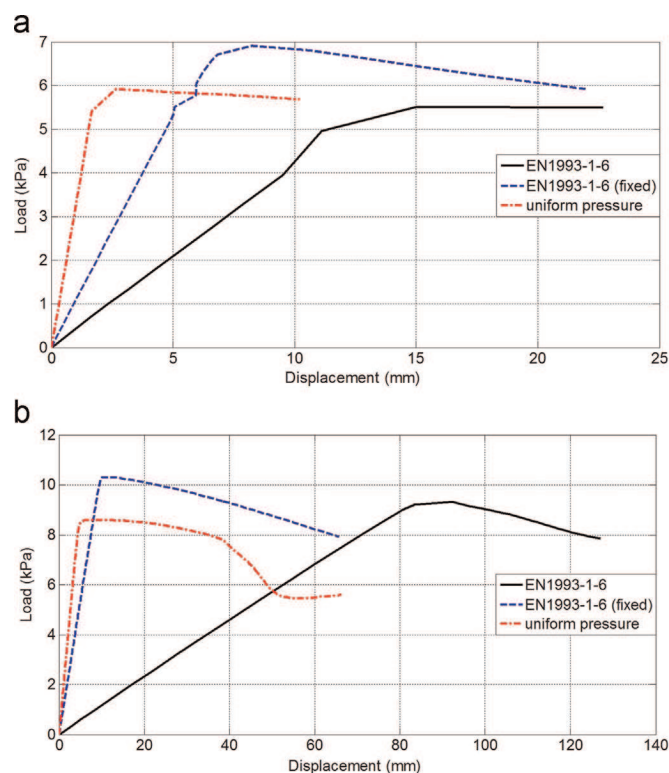 a
7
6
5
4
3
2
1
0
Load (kPa)
EN1993-1-6
EN1993-1-6 (fixed)
uniform pressure
0 5 10 15 20 25
Displacement (mm)
b
12
10
8
6
4
2
0
Load (kPa)
EN1993-1-6
EN1993-1-6 (fixed)
uniform pressure
0 20 40 60 80 100 120 140
Displacement (mm)